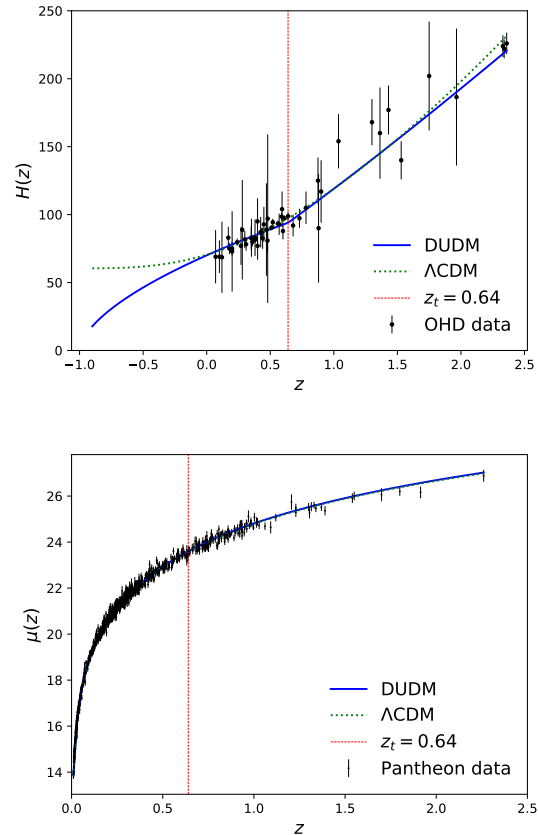 250
200
150
100
50
0
H(z)
DUDM
ΛCDM
z_t = 0.64
OHD data
−1.0 −0.5 0.0 0.5 1.0 1.5 2.0 2.5
z
26
24
22
20
18
16
14
μ(z)
DUDM
ΛCDM
z_t = 0.64
Pantheon data
0.0 0.5 1.0 1.5 2.0 2.5
z